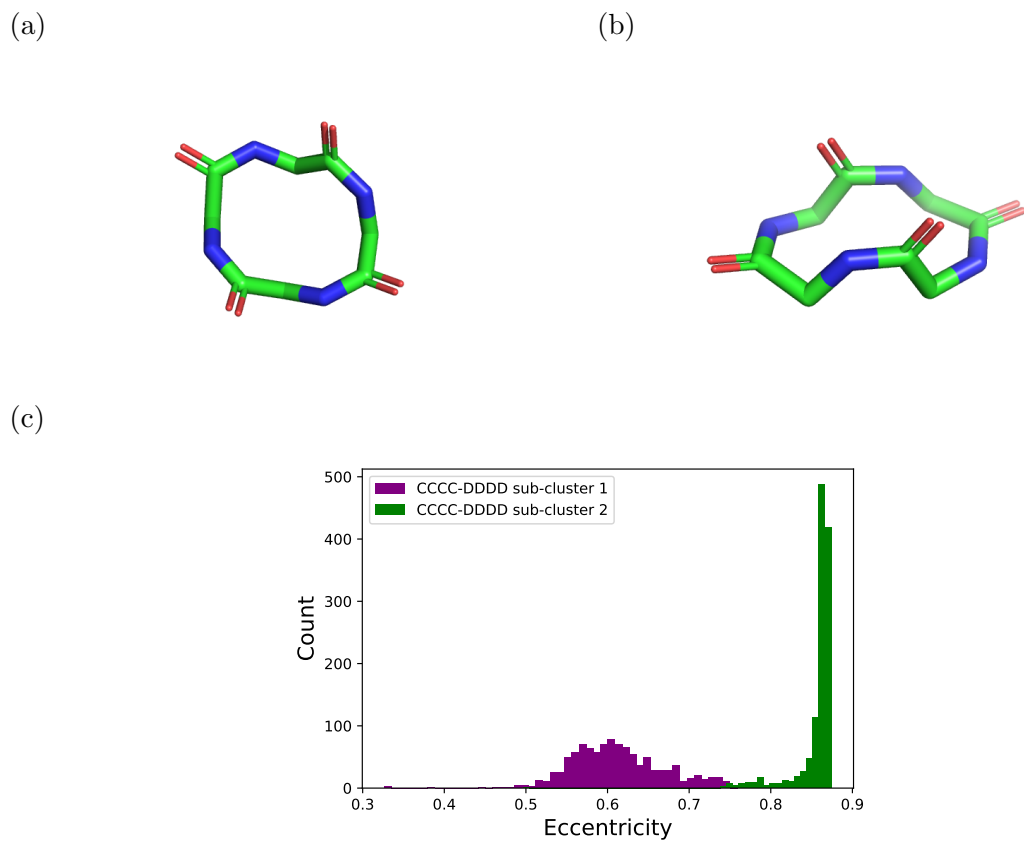 (a)
(b)
(c)
500
400
300
200
100
0
Count
CCCC-DDDD sub-cluster 1
CCCC-DDDD sub-cluster 2
0.3 0.4 0.5 0.6 0.7 0.8 0.9
Eccentricity